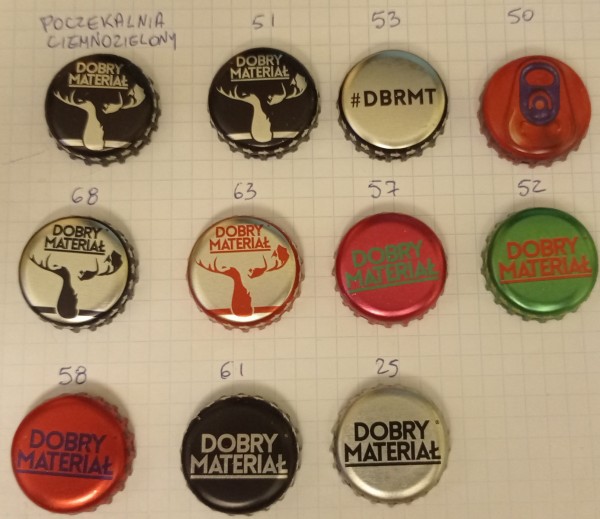 POCZEKALNIA
CIEMNOZIELONY
51
53
50
DOBRY
MATERIAŁ
DOBRY
MATERIAŁ
#DBRMT
68
63
57
52
DOBRY
MATERIAŁ
DOBRY
MATERIAŁ
DOBRY
MATERIAŁ
DOBRY
MATERIAŁ
58
61
25
DOBRY
MATERIAŁ
DOBRY
MATERIAŁ
DOBRY
MATERIAŁ